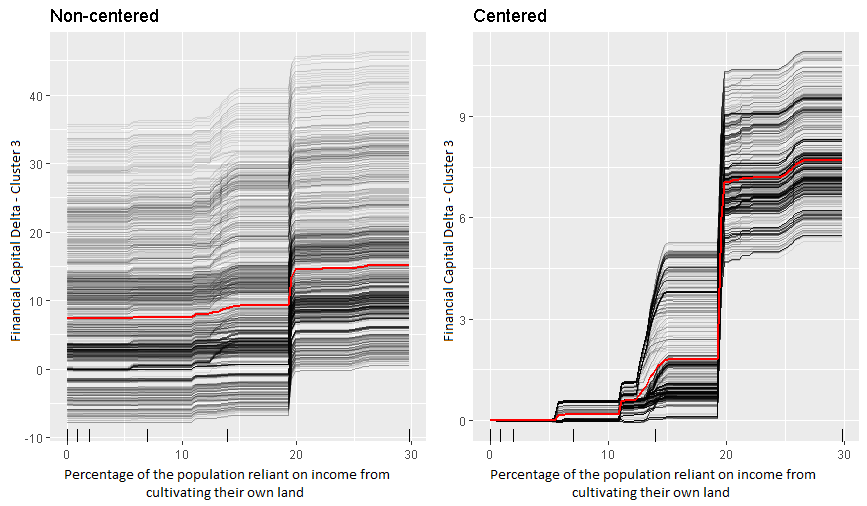 Non-centered
Financial Capital Delta - Cluster 3
40
30
20
10
0
-10
0
10
20
30
Percentage of the population reliant on income from
cultivating their own land
Centered
Financial Capital Delta - Cluster 3
9
6
3
0
0
10
20
30
Percentage of the population reliant on income from
cultivating their own land